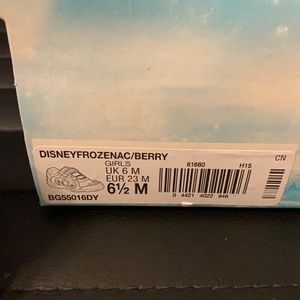 DISNEYFROZENAC/BERRY
GIRLS
UK 6 M
EUR 23 M
6½ M
BG55016DY
61680 H15
CN
0 4421 4022 946